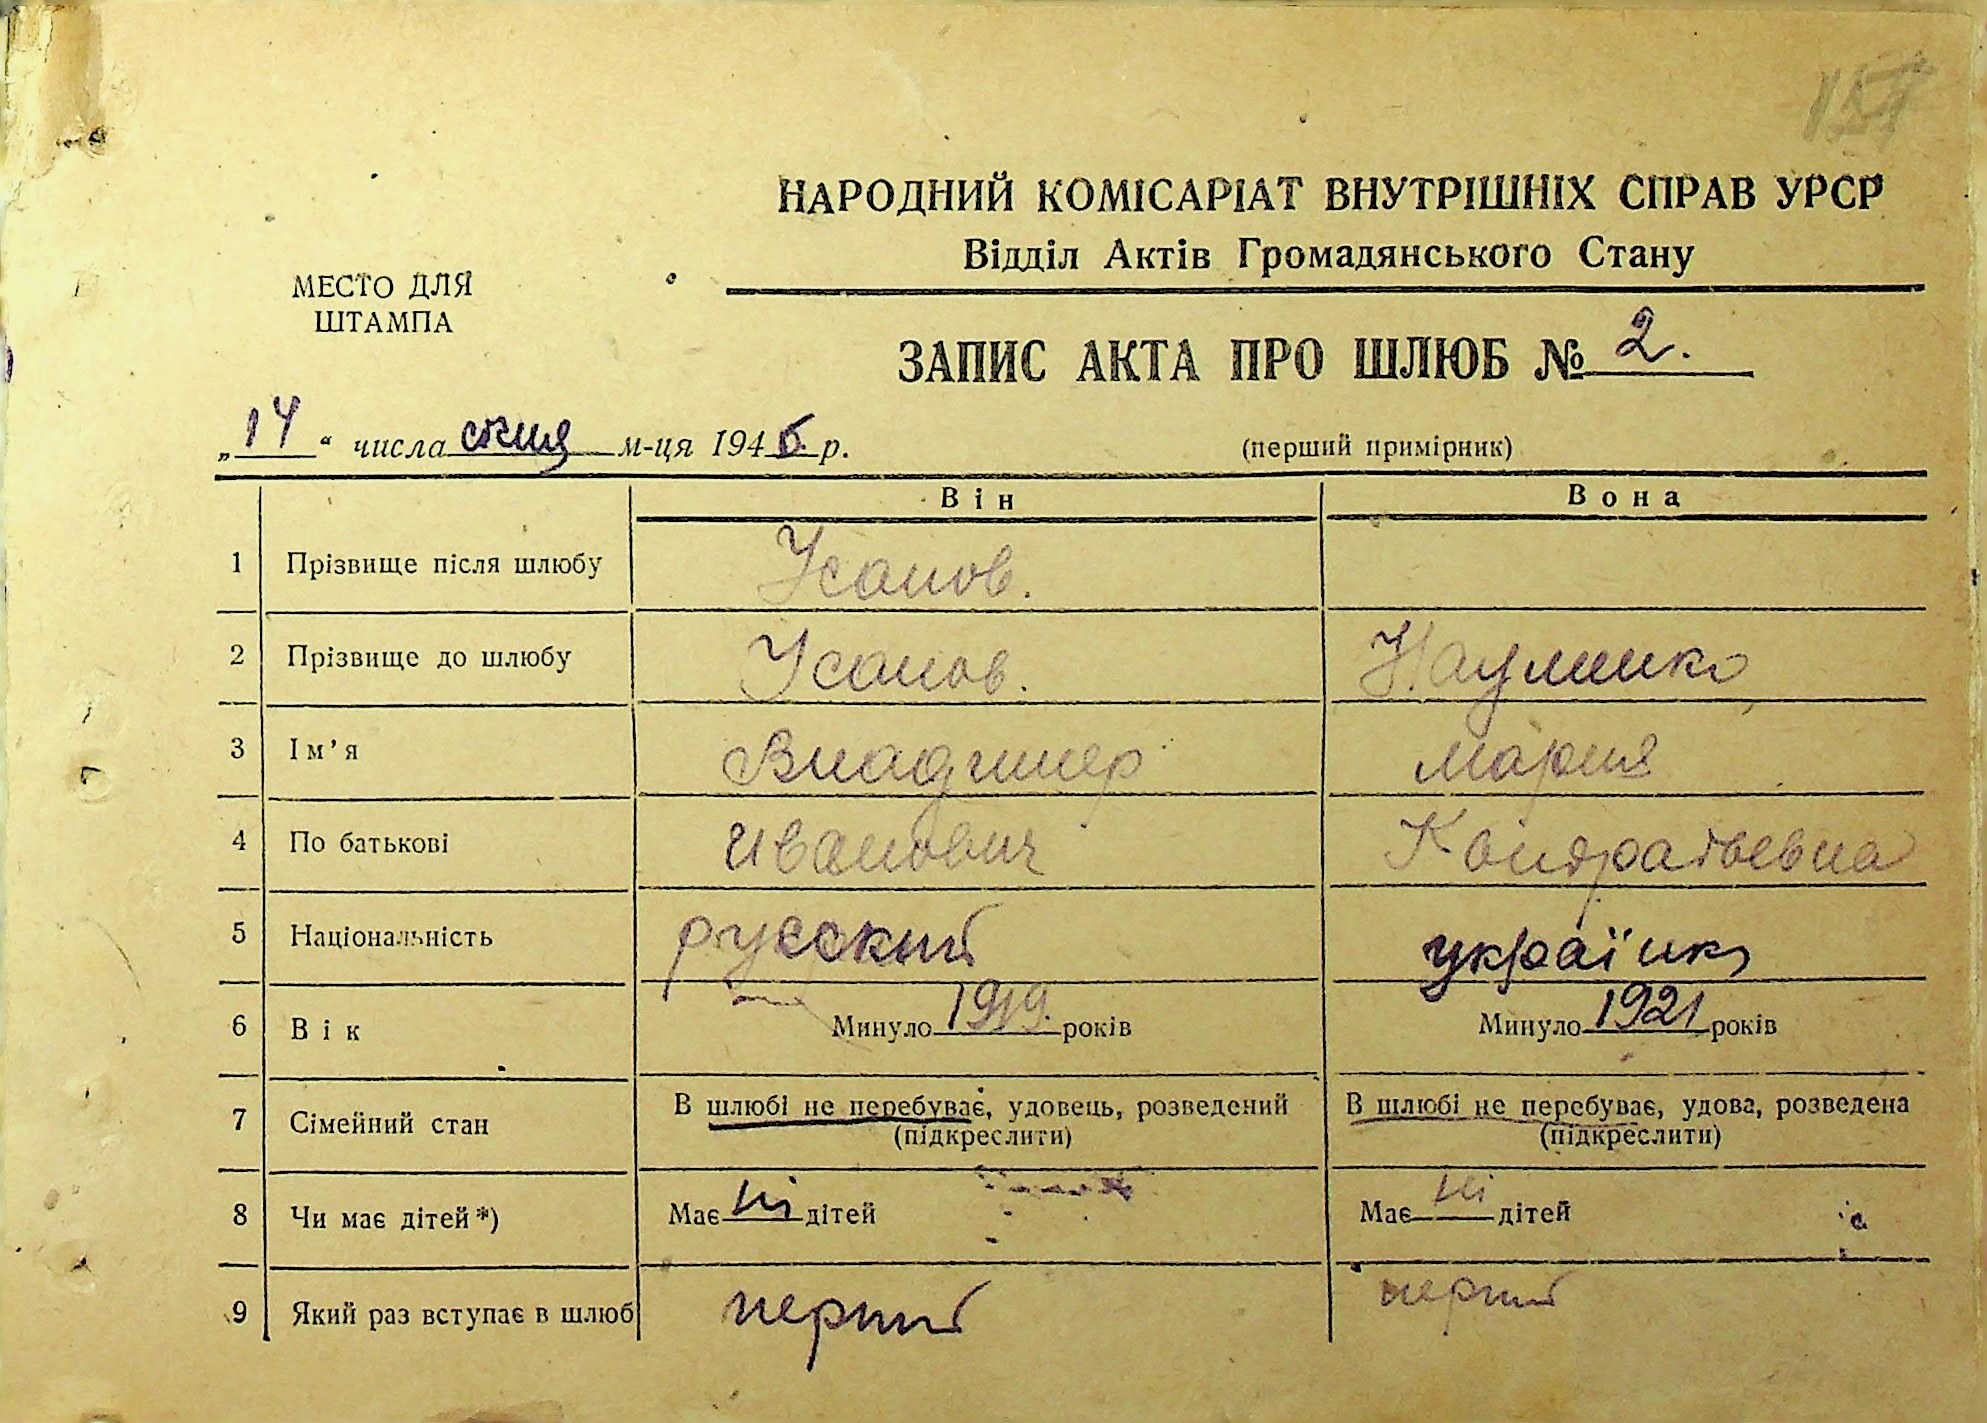 НАРОДНИЙ КОМІСАРІАТ ВНУТРІШНІХ СПРАВ УРСР
Відділ Актів Громадянського Стану
МЕСТО ДЛЯ
ШТАМПА
ЗАПИС АКТА ПРО ШЛЮБ № 2.
„14“ числа січня м-ця 1946. р. (перший примірник)
Він Вона
1 Прізвище після шлюбу Усанов.
2 Прізвище до шлюбу Усанов. Науменко
3 Ім’я Владимер Мария
4 По батькові Иванович Кондратьевна
5 Національність русский українка
6 Вік Минуло 1919. років Минуло 1921 років
7 Сімейний стан В шлюбі не перебуває, удовець, розведений В шлюбі не перебуває, удова, розведена
(підкреслити) (підкреслити)
8 Чи має дітей*) Має ні дітей Має ні дітей
9 Який раз вступає в шлюб перший перший